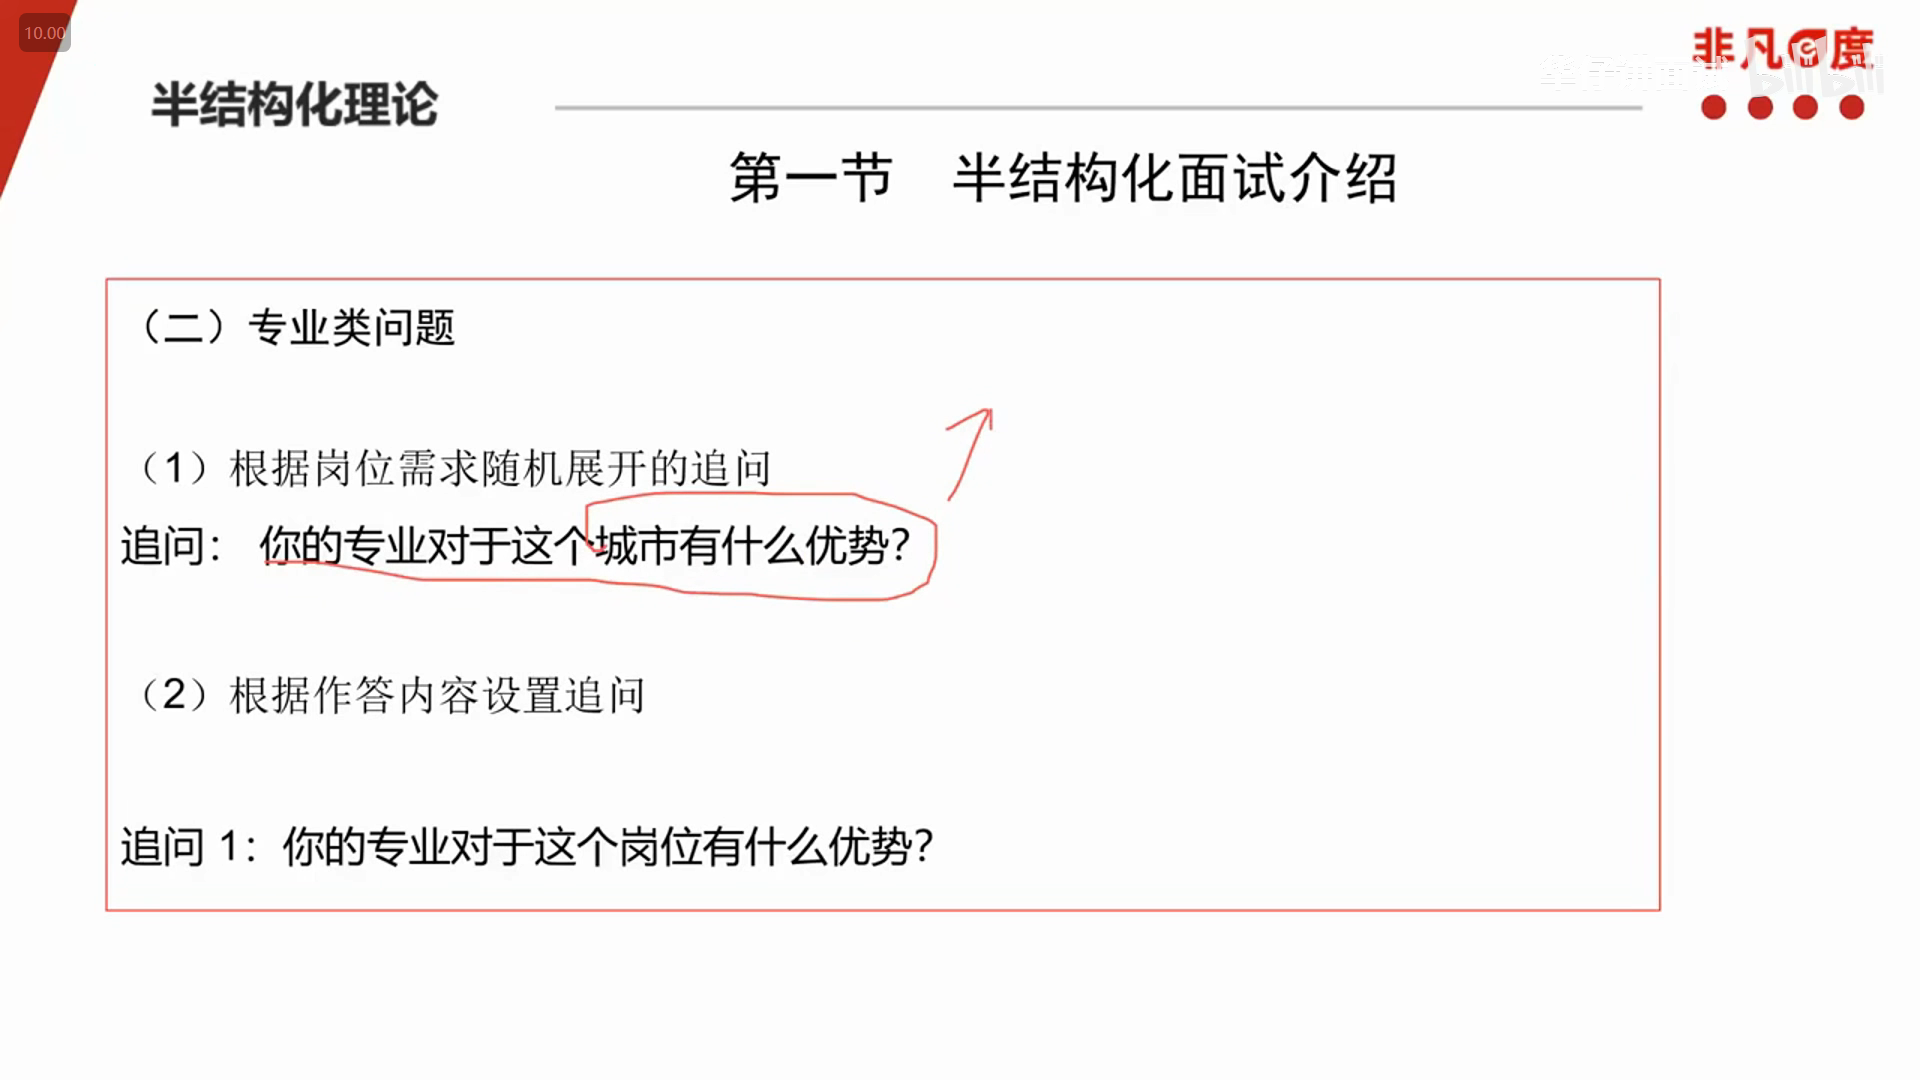 10.00
非凡e度
半结构化理论
第一节 半结构化面试介绍
（二）专业类问题
（1）根据岗位需求随机展开的追问
追问： 你的专业对于这个城市有什么优势？
（2）根据作答内容设置追问
追问 1：你的专业对于这个岗位有什么优势？